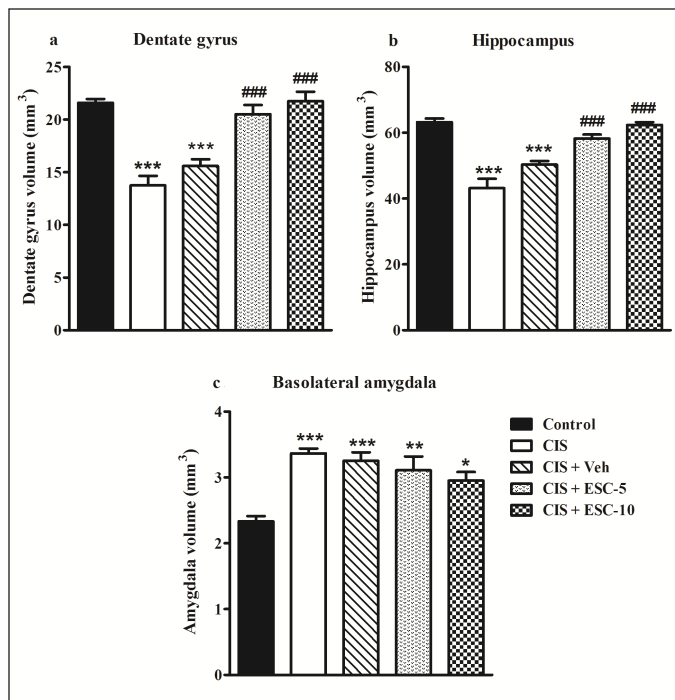 a Dentate gyrus
Dentate gyrus volume (mm³)
25
20
15
10
5
0
***
***
###
###
b Hippocampus
Hippocampus volume (mm³)
80
60
40
20
0
***
***
###
###
c Basolateral amygdala
Amygdala volume (mm³)
4
3
2
1
0
***
***
**
*
Control
CIS
CIS + Veh
CIS + ESC-5
CIS + ESC-10